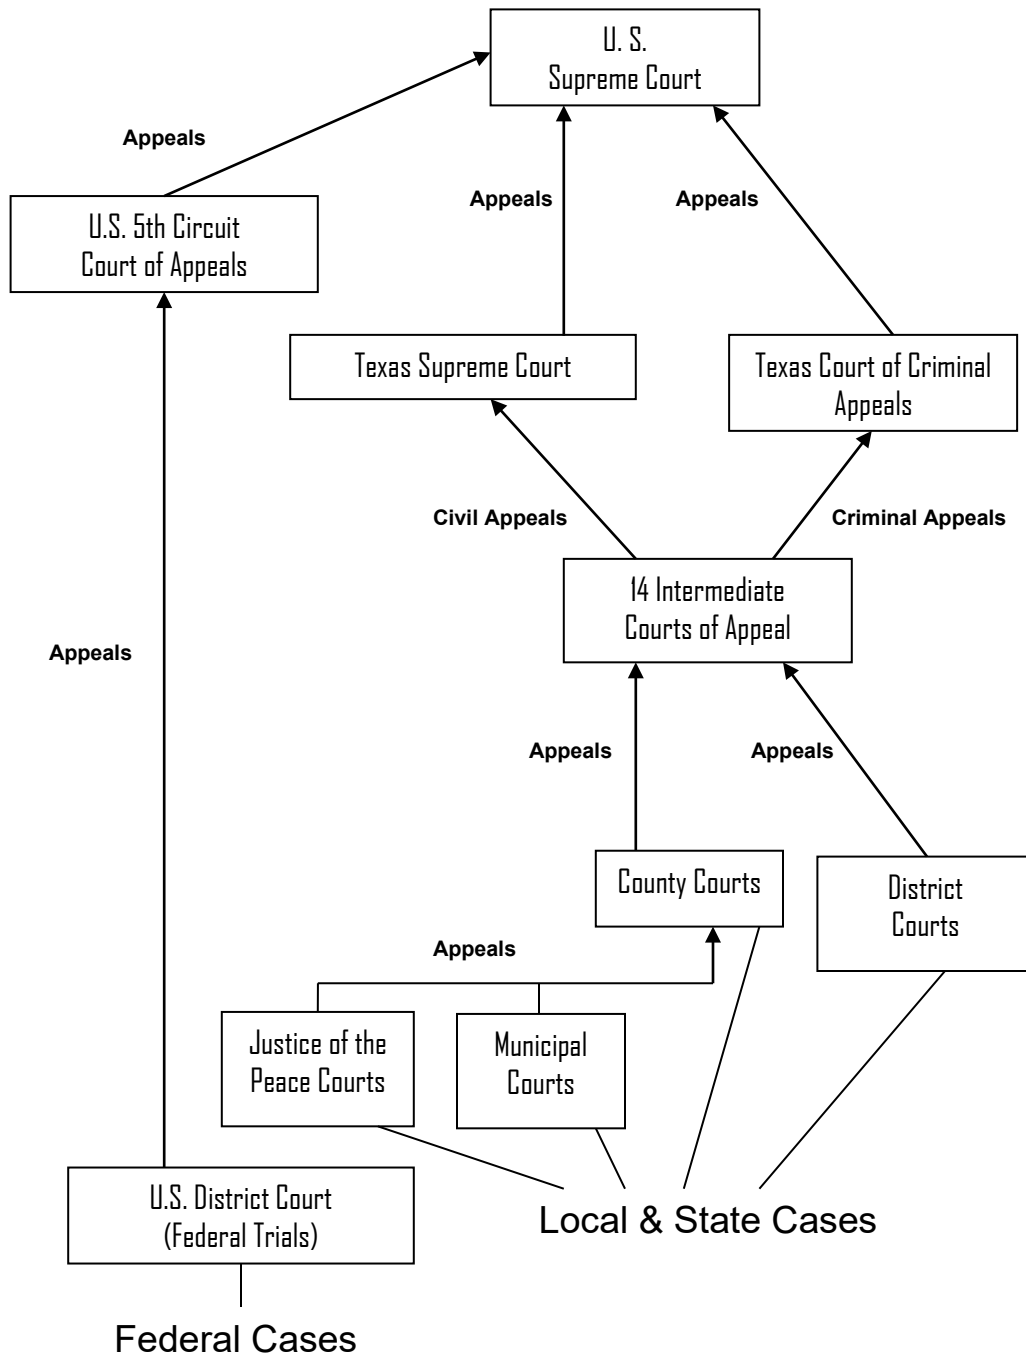 U. S.
Supreme Court
Appeals
Appeals
Appeals
U.S. 5th Circuit
Court of Appeals
Texas Supreme Court
Texas Court of Criminal
Appeals
Civil Appeals
Criminal Appeals
14 Intermediate
Courts of Appeal
Appeals
Appeals
Appeals
County Courts
District
Courts
Appeals
Justice of the
Peace Courts
Municipal
Courts
U.S. District Court
(Federal Trials)
Local & State Cases
Federal Cases